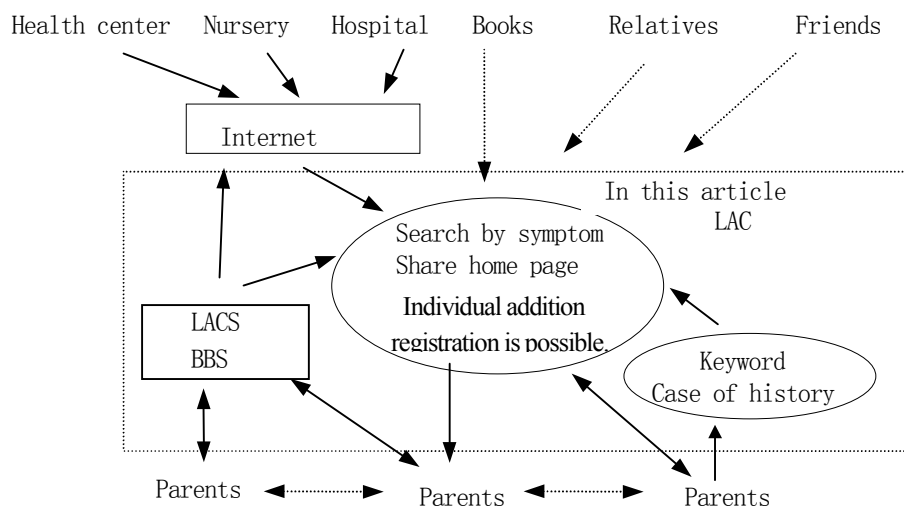 Health center Nursery Hospital Books Relatives Friends
Internet
In this article
LAC
Search by symptom
Share home page
Individual addition
registration is possible.
LACS
BBS
Keyword
Case of history
Parents Parents Parents